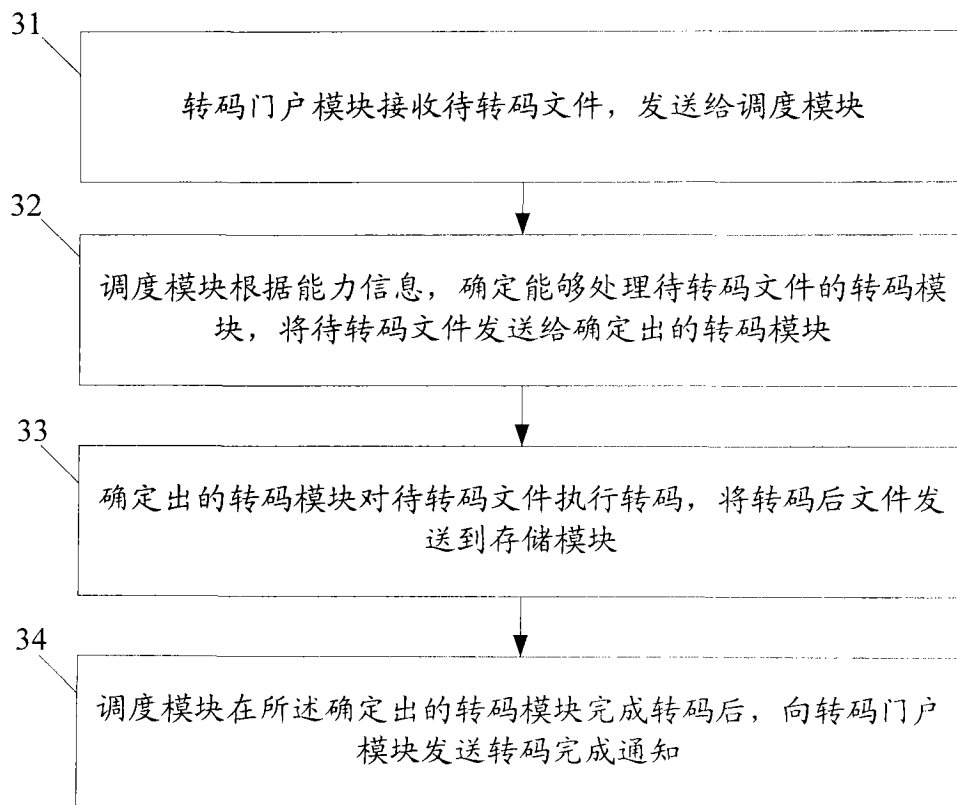 31
转码门户模块接收待转码文件，发送给调度模块
32
调度模块根据能力信息，确定能够处理待转码文件的转码模
块，将待转码文件发送给确定出的转码模块
33
确定出的转码模块对待转码文件执行转码，将转码后文件发
送到存储模块
34
调度模块在所述确定出的转码模块完成转码后，向转码门户
模块发送转码完成通知